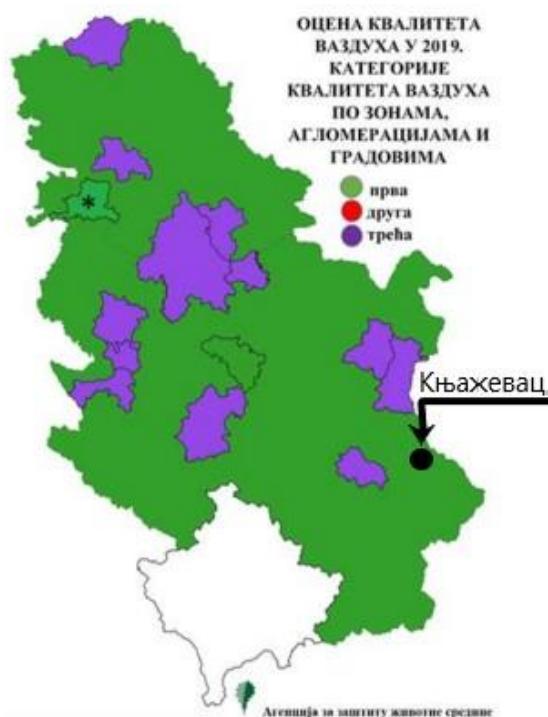 ОЦЕНА КВАЛИТЕТА
ВАЗДУХА У 2019.
КАТЕГОРИЈЕ
КВАЛИТЕТА ВАЗДУХА
ПО ЗОНАМА,
АГЛОМЕРАЦИЈАМА И
ГРАДОВИМА
прва
друга
трећа
Књажевац
*
Агенција за заштиту животне средине